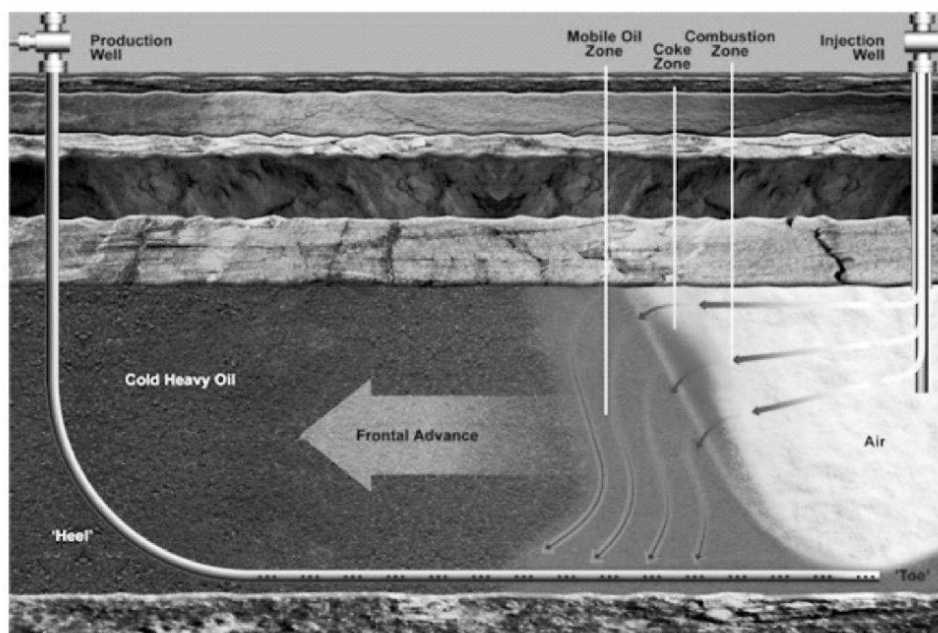 Production
Well
Mobile Oil
Zone
Coke
Zone
Combustion
Zone
Injection
Well
Cold Heavy Oil
Frontal Advance
Air
'Heel'
'Toe'